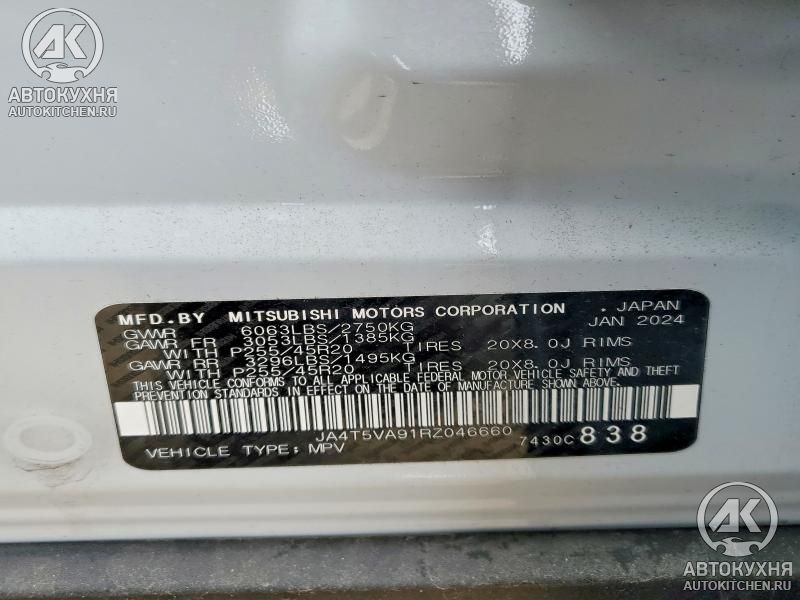 АК
АВТОКУХНЯ
AUTOKITCHEN.RU
MFD.BY MITSUBISHI MOTORS CORPORATION . JAPAN
GVWR 6063LBS/2750KG JAN 2024
GAWR FR 3053LBS/1385KG
WITH P255/45R20 TIRES 20X8.0J RIMS
GAWR RR 3296LBS/1495KG
WITH P255/45R20 TIRES 20X8.0J RIMS
THIS VEHICLE CONFORMS TO ALL APPLICABLE FEDERAL MOTOR VEHICLE SAFETY AND THEFT
PREVENTION STANDARDS IN EFFECT ON THE DATE OF MANUFACTURE SHOWN ABOVE.
JA4T5VA91RZ046660 7430C 838
VEHICLE TYPE: MPV
АК
АВТОКУХНЯ
AUTOKITCHEN.RU